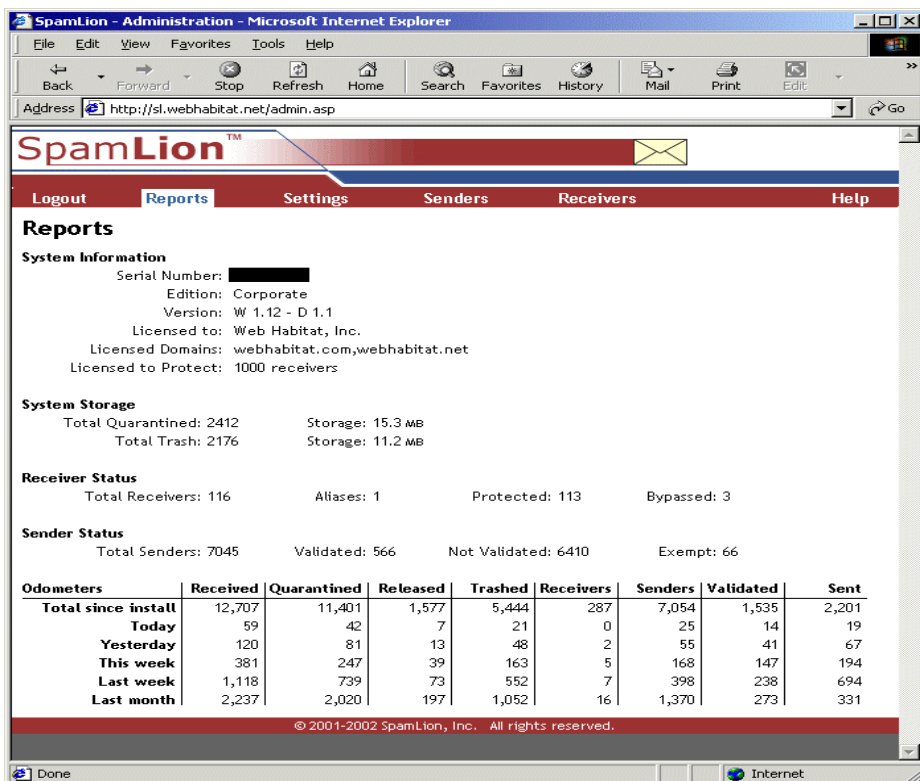 SpamLion - Administration - Microsoft Internet Explorer
File Edit View Favorites Tools Help
Back Forward Stop Refresh Home Search Favorites History Mail Print Edit »
Address http://sl.webhabitat.net/admin.asp Go
SpamLion™
Logout Reports Settings Senders Receivers Help
Reports
System Information
Serial Number:
Edition: Corporate
Version: W 1.12 - D 1.1
Licensed to: Web Habitat, Inc.
Licensed Domains: webhabitat.com,webhabitat.net
Licensed to Protect: 1000 receivers
System Storage
Total Quarantined: 2412 Storage: 15.3 MB
Total Trash: 2176 Storage: 11.2 MB
Receiver Status
Total Receivers: 116 Aliases: 1 Protected: 113 Bypassed: 3
Sender Status
Total Senders: 7045 Validated: 566 Not Validated: 6410 Exempt: 66
Odometers Received Quarantined Released Trashed Receivers Senders Validated Sent
Total since install 12,707 11,401 1,577 5,444 287 7,054 1,535 2,201
Today 59 42 7 21 0 25 14 19
Yesterday 120 81 13 48 2 55 41 67
This week 381 247 39 163 5 168 147 194
Last week 1,118 739 73 552 7 398 238 694
Last month 2,237 2,020 197 1,052 16 1,370 273 331
© 2001-2002 SpamLion, Inc. All rights reserved.
Done Internet